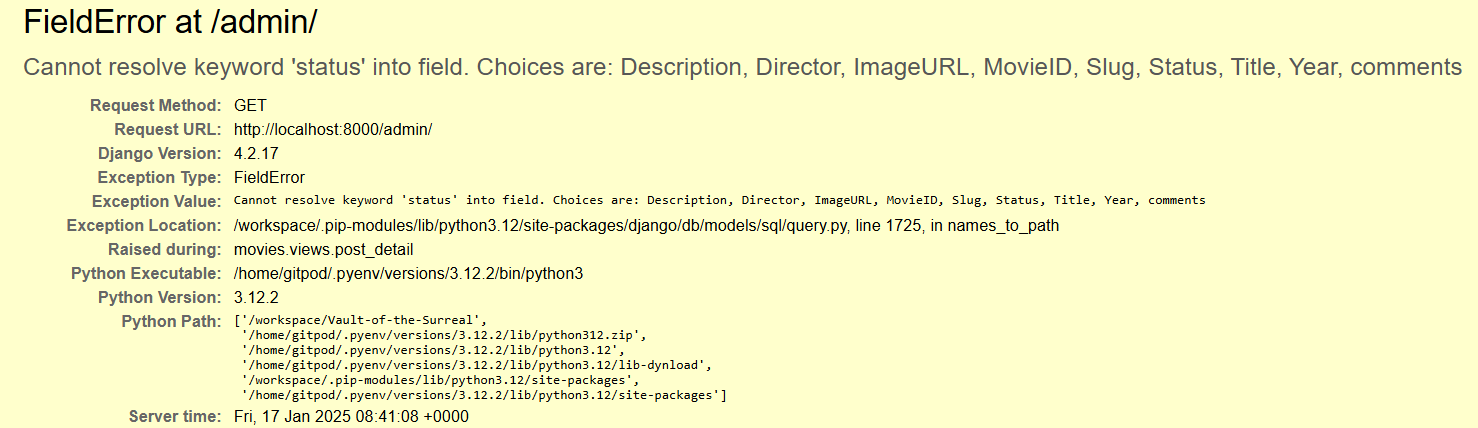 FieldError at /admin/
Cannot resolve keyword 'status' into field. Choices are: Description, Director, ImageURL, MovieID, Slug, Status, Title, Year, comments
Request Method: GET
Request URL: http://localhost:8000/admin/
Django Version: 4.2.17
Exception Type: FieldError
Exception Value: Cannot resolve keyword 'status' into field. Choices are: Description, Director, ImageURL, MovieID, Slug, Status, Title, Year, comments
Exception Location: /workspace/.pip-modules/lib/python3.12/site-packages/django/db/models/sql/query.py, line 1725, in names_to_path
Raised during: movies.views.post_detail
Python Executable: /home/gitpod/.pyenv/versions/3.12.2/bin/python3
Python Version: 3.12.2
Python Path: ['/workspace/Vault-of-the-Surreal',
'/home/gitpod/.pyenv/versions/3.12.2/lib/python312.zip',
'/home/gitpod/.pyenv/versions/3.12.2/lib/python3.12',
'/home/gitpod/.pyenv/versions/3.12.2/lib/python3.12/lib-dynload',
'/workspace/.pip-modules/lib/python3.12/site-packages',
'/home/gitpod/.pyenv/versions/3.12.2/lib/python3.12/site-packages']
Server time: Fri, 17 Jan 2025 08:41:08 +0000